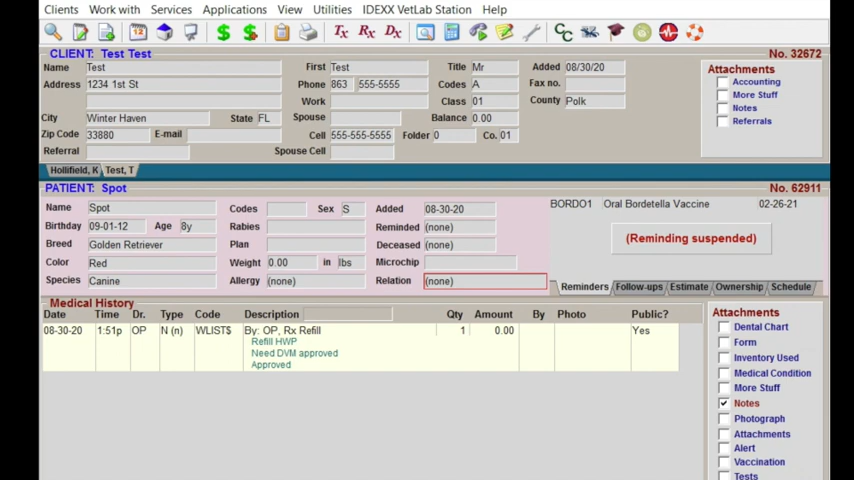 Clients Work with Services Applications View Utilities IDEXX VetLab Station Help
12 $ $ Tx Rx Dx CC
CLIENT: Test Test No. 32672
Name Test First Test Title Mr Added 08/30/20 Attachments
Address 1234 1st St Phone 863 555-5555 Codes A Fax no. Accounting
Work Class 01 County Polk More Stuff
City Winter Haven State FL Spouse Balance 0.00 Notes
Zip Code 33880 E-mail Cell 555-555-5555 Folder 0 Co. 01 Referrals
Referral Spouse Cell
Hollifield, K Test, T
PATIENT: Spot No. 62911
Name Spot Codes Sex S Added 08-30-20 BORDO1 Oral Bordetella Vaccine 02-26-21
Birthday 09-01-12 Age 8y Rabies Reminded (none)
Breed Golden Retriever Plan Deceased (none) (Reminding suspended)
Color Red Weight 0.00 in lbs Microchip
Species Canine Allergy (none) Relation (none) Reminders Follow-ups Estimate Ownership Schedule
Medical History
Date Time Dr. Type Code Description Qty Amount By Photo Public?
08-30-20 1:51p OP N (n) WLIST$ By: OP, Rx Refill 1 0.00 Yes
Refill HWP
Need DVM approved
Approved
Attachments
Dental Chart
Form
Inventory Used
Medical Condition
More Stuff
Notes
Photograph
Attachments
Alert
Vaccination
Tests